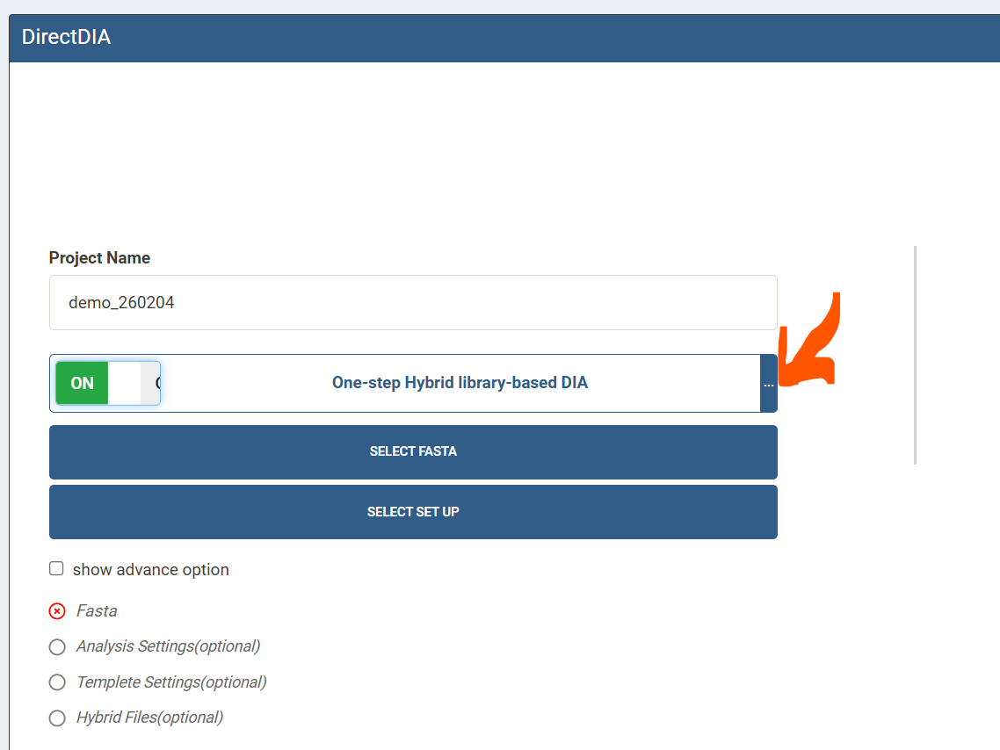 DirectDIA
Project Name
demo_260204
ON
One-step Hybrid library-based DIA
...
SELECT FASTA
SELECT SET UP
show advance option
Fasta
Analysis Settings(optional)
Templete Settings(optional)
Hybrid Files(optional)